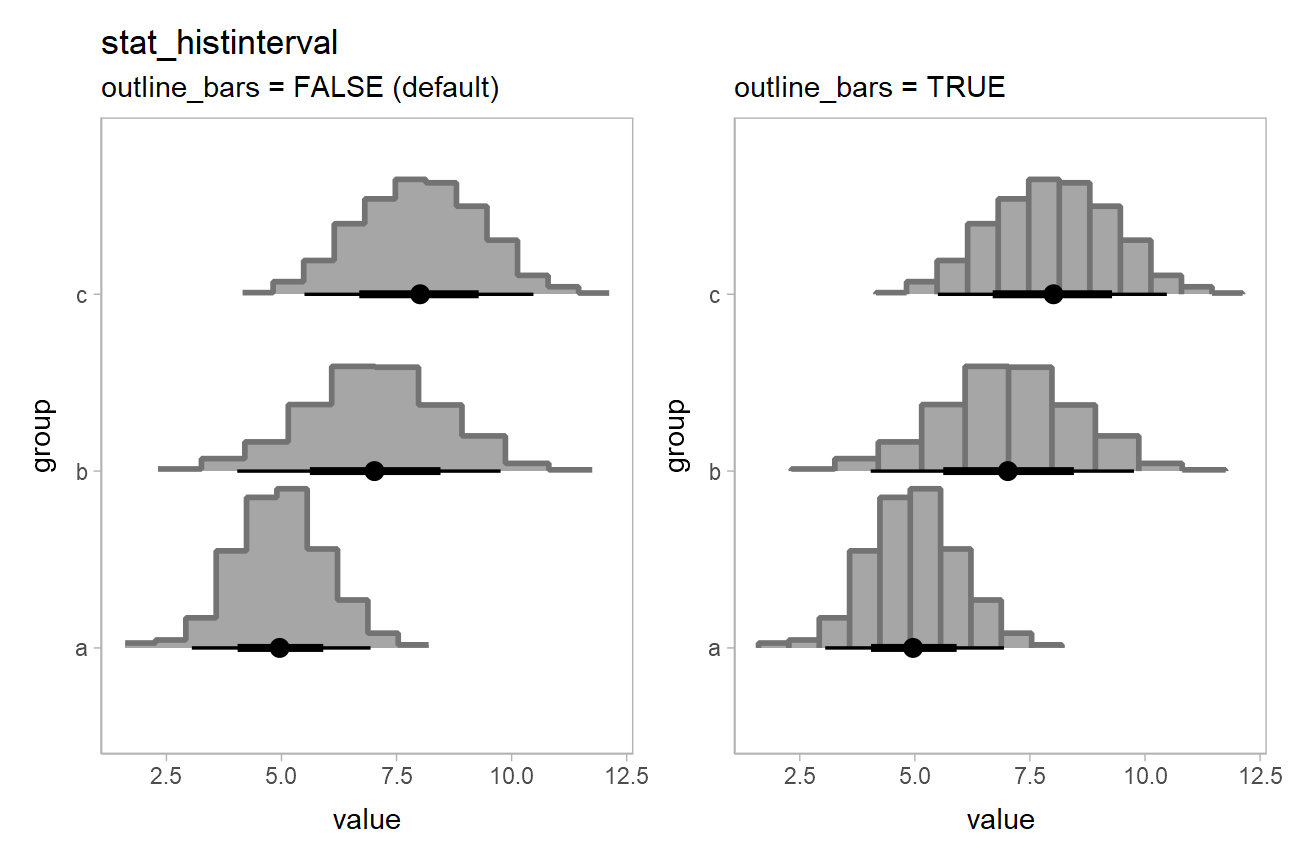 stat_histinterval
outline_bars = FALSE (default)
group
c
b
a
2.5 5.0 7.5 10.0 12.5
value
outline_bars = TRUE
group
c
b
a
2.5 5.0 7.5 10.0 12.5
value